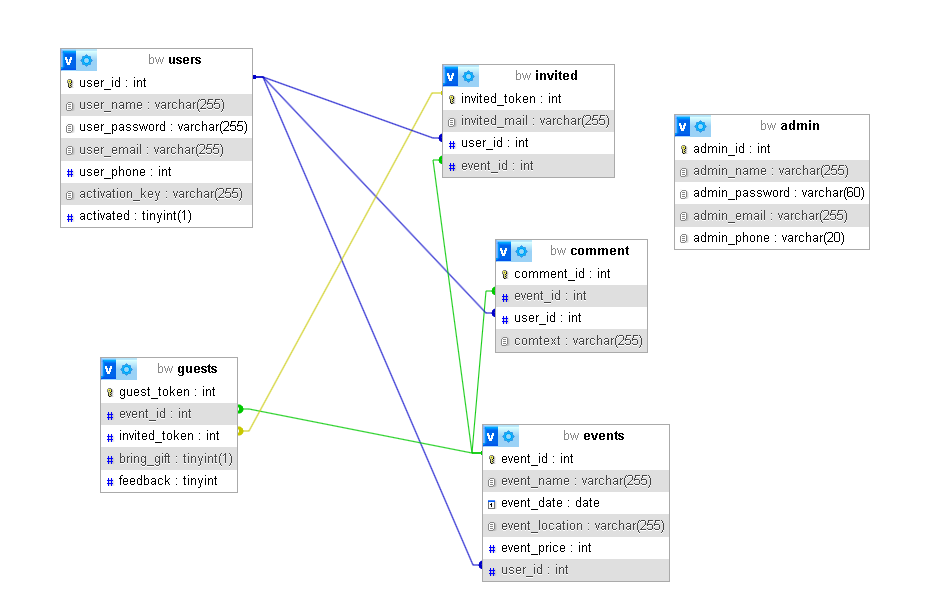 v bw users
user_id : int
user_name : varchar(255)
user_password : varchar(255)
user_email : varchar(255)
# user_phone : int
activation_key : varchar(255)
# activated : tinyint(1)
v bw invited
invited_token : int
invited_mail : varchar(255)
# user_id : int
# event_id : int
v bw admin
admin_id : int
admin_name : varchar(255)
admin_password : varchar(60)
admin_email : varchar(255)
admin_phone : varchar(20)
v bw comment
comment_id : int
# event_id : int
# user_id : int
comtext : varchar(255)
v bw guests
guest_token : int
# event_id : int
# invited_token : int
# bring_gift : tinyint(1)
# feedback : tinyint
v bw events
event_id : int
event_name : varchar(255)
event_date : date
event_location : varchar(255)
# event_price : int
# user_id : int